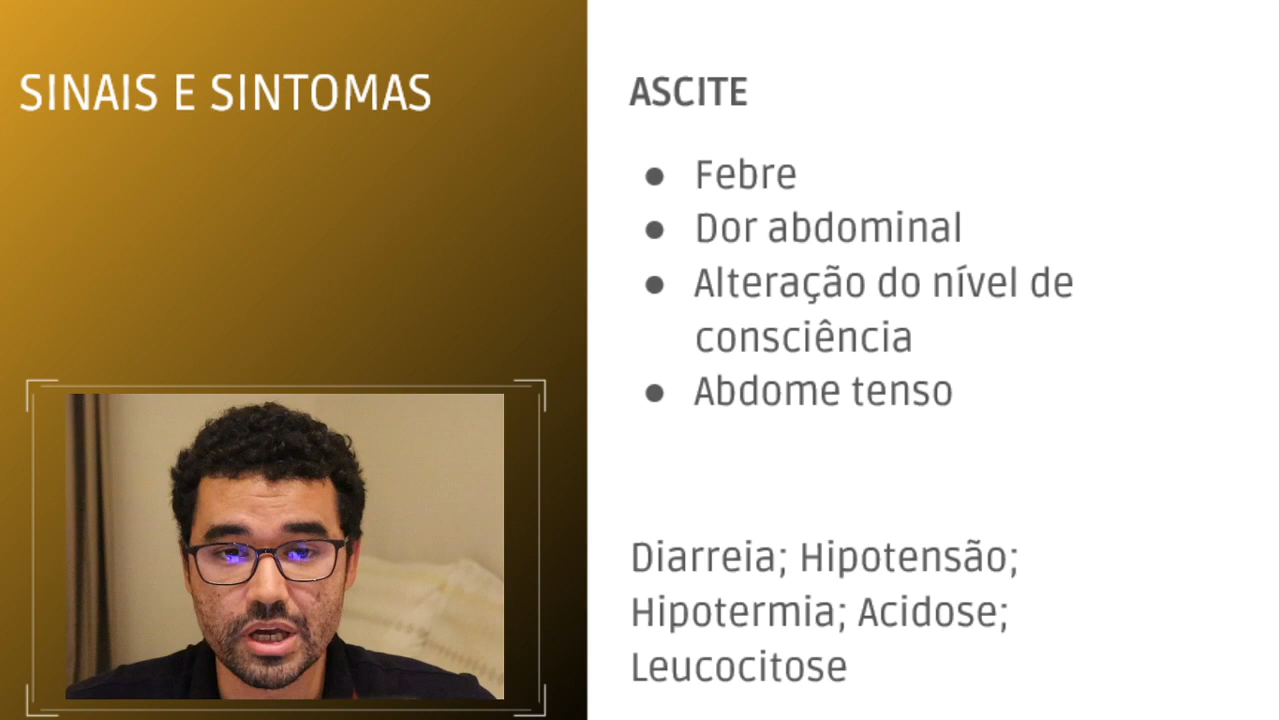 SINAIS E SINTOMAS
ASCITE
● Febre
● Dor abdominal
● Alteração do nível de
consciência
● Abdome tenso
Diarreia; Hipotensão;
Hipotermia; Acidose;
Leucocitose